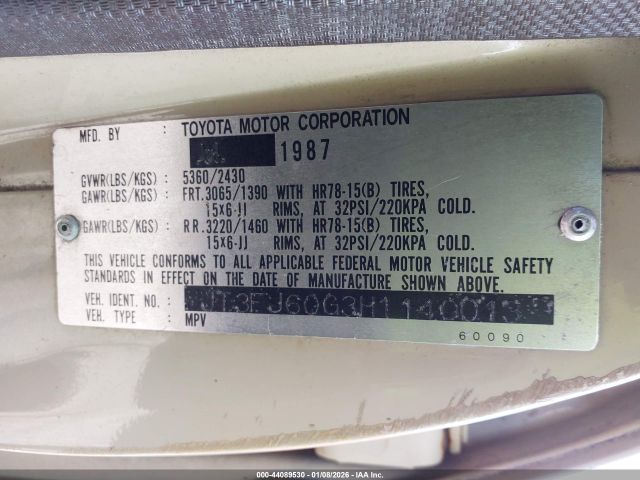 MFD. BY : TOYOTA MOTOR CORPORATION
1987
GVWR(LBS/KGS) : 5360/2430
GAWR(LBS/KGS) : FRT. 3065/1390 WITH HR78-15(B) TIRES,
15X6-JJ RIMS, AT 32PSI/220KPA COLD.
GAWR(LBS/KGS) : RR. 3220/1460 WITH HR78-15(B) TIRES,
15X6-JJ RIMS, AT 32PSI/220KPA COLD.
THIS VEHICLE CONFORMS TO ALL APPLICABLE FEDERAL MOTOR VEHICLE SAFETY
STANDARDS IN EFFECT ON THE DATE OF MANUFACTURE SHOWN ABOVE.
VEH. IDENT. NO. :
VEH. TYPE : MPV
60090
000-44089530 - 01/08/2026 - IAA Inc.